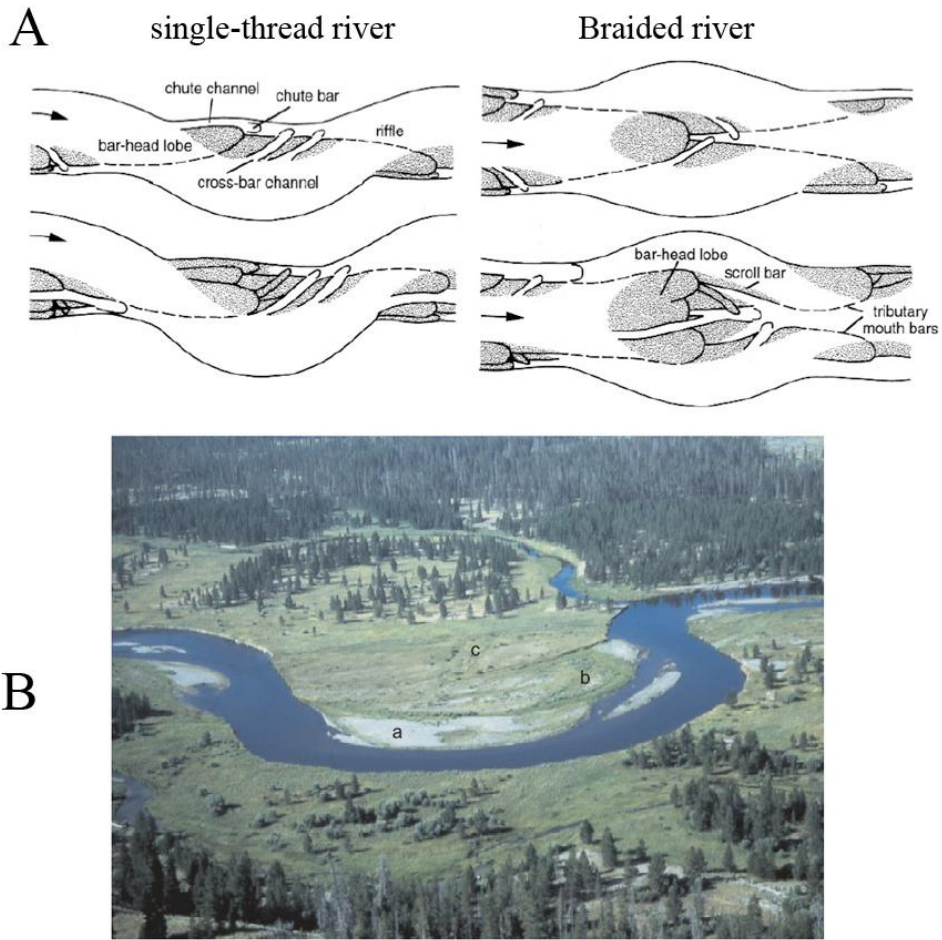 A
single-thread river
Braided river
chute channel
chute bar
bar-head lobe
riffle
cross-bar channel
bar-head lobe
scroll bar
tributary
mouth bars
B
c
b
a